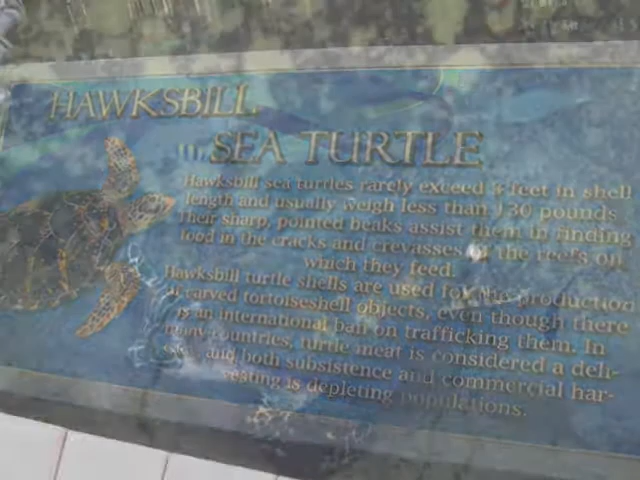 HAWKSBILL
SEA TURTLE
Hawksbill sea turtles rarely exceed 3 feet in shell
length and usually weigh less than 130 pounds
Their sharp, pointed beaks assist them in finding
food in the cracks and crevasses of the reefs on
which they feed.
Hawksbill turtle shells are used for the production
of carved tortoiseshell objects, even though there
is an international ban on trafficking them. In
many countries, turtle meat is considered a deli-
and both subsistence and commercial har-
vesting is depleting populations.